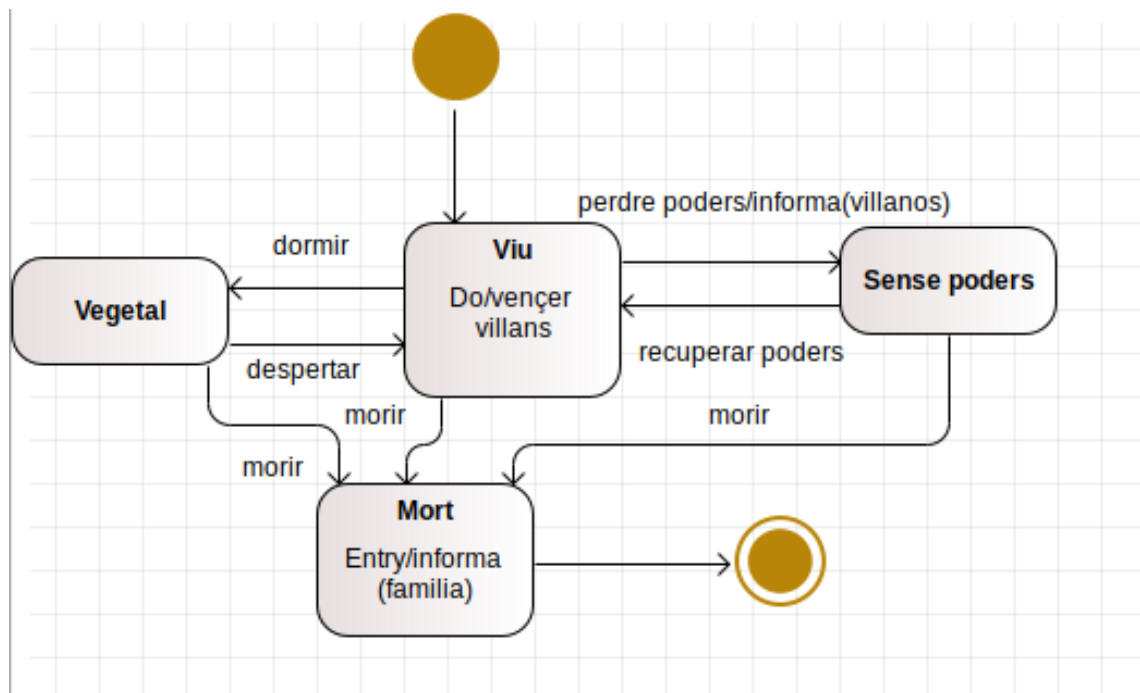 perdre poders/informa(villanos)
dormir
Viu
Do/vençer
villans
Sense poders
Vegetal
recuperar poders
despertar
morir
morir
morir
Mort
Entry/informa
(familia)